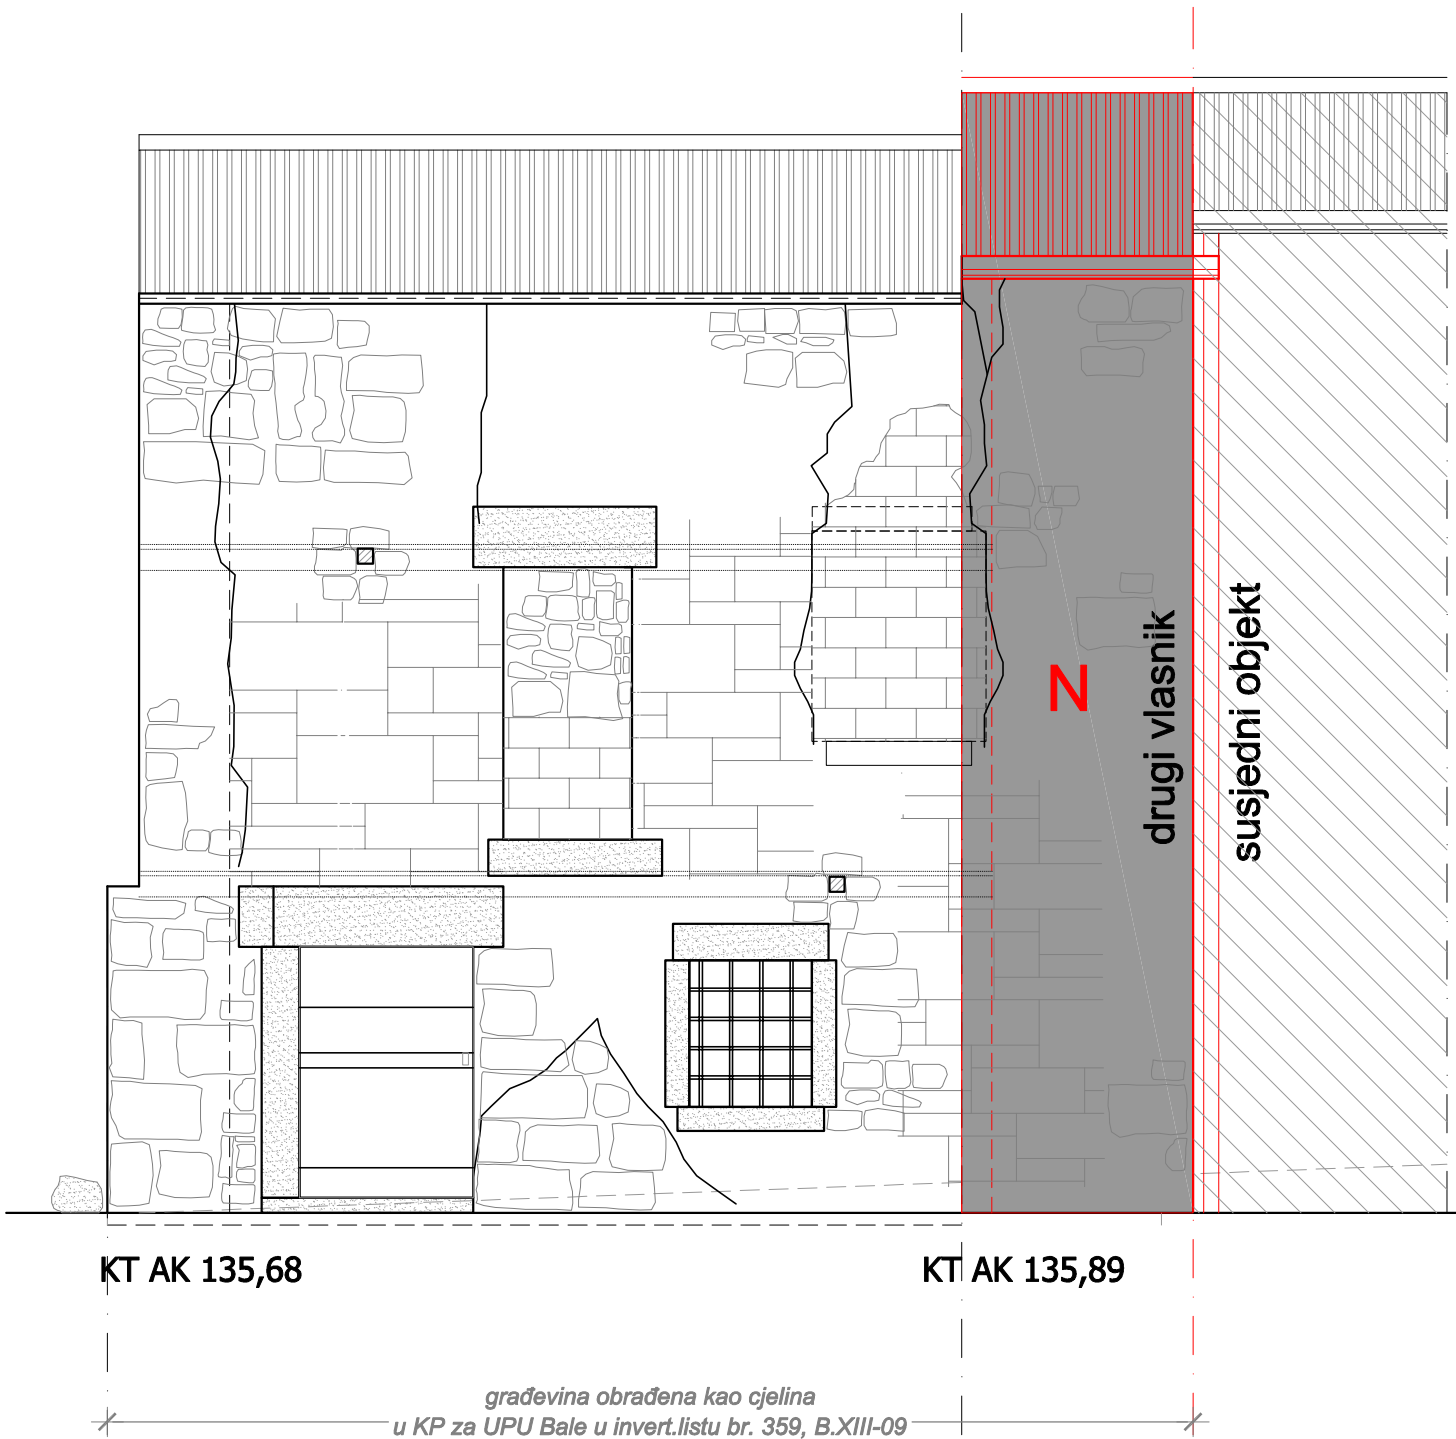 N
drugi vlasnik
susjedni objekt
KT AK 135,68
KT AK 135,89
građevina obrađena kao cjelina
u KP za UPU Bale u invert.listu br. 359, B.XIII-09